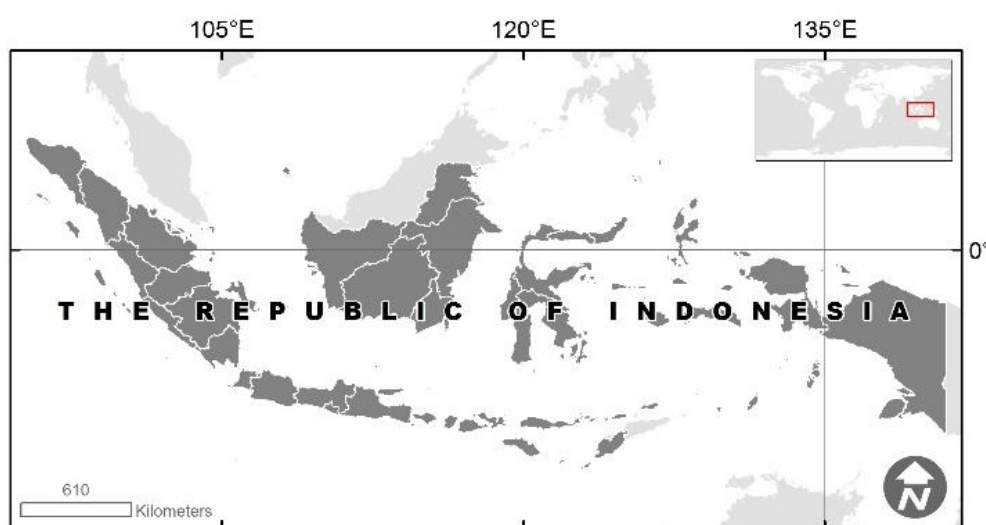 105°E 120°E 135°E
0°
THE REPUBLIC OF INDONESIA
N
610
Kilometers